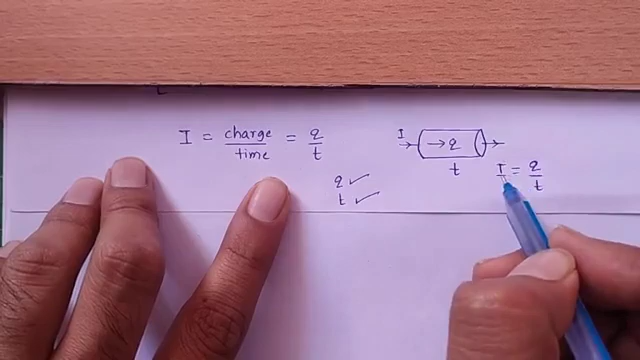 I = charge/time = q/t
I → q
t
I = q/t
q ✓
t ✓